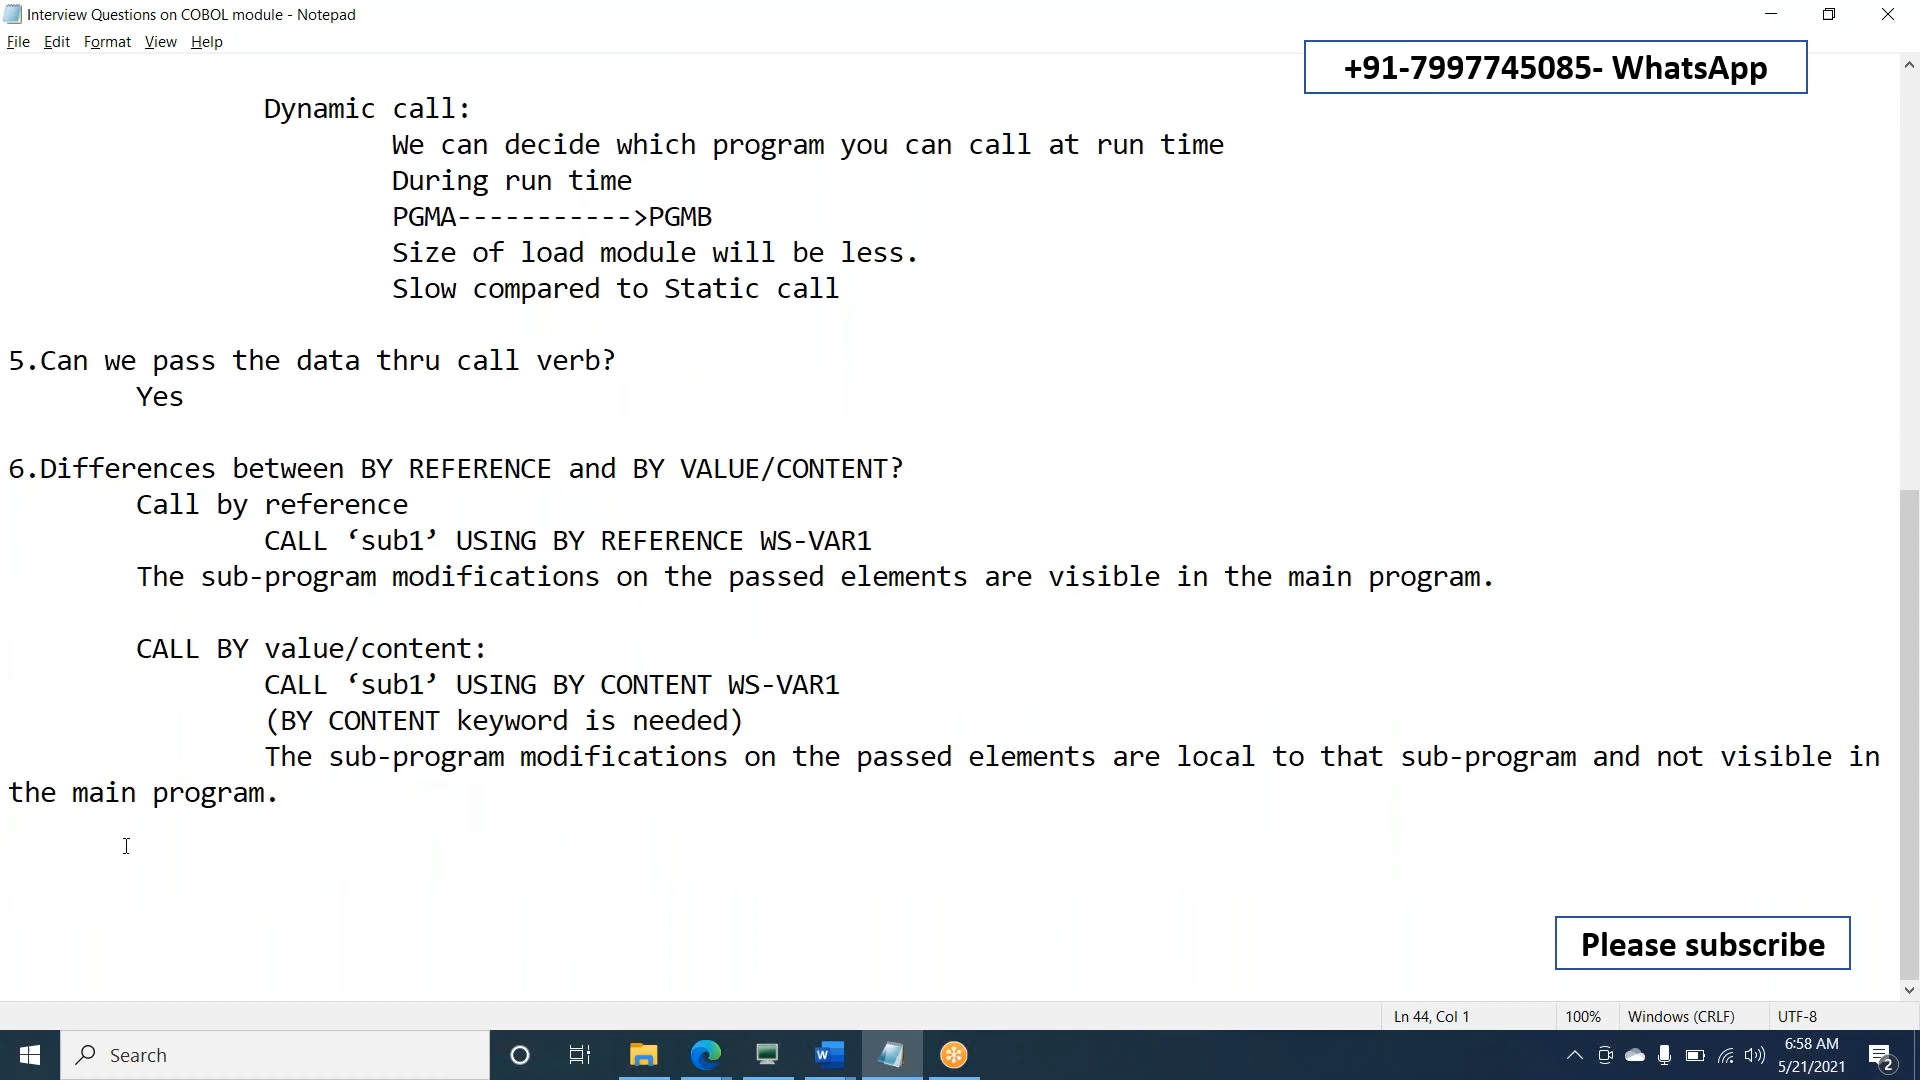 Interview Questions on COBOL module - Notepad
File Edit Format View Help
+91-7997745085- WhatsApp
Dynamic call:
We can decide which program you can call at run time
During run time
PGMA----------->PGMB
Size of load module will be less.
Slow compared to Static call
5.Can we pass the data thru call verb?
Yes
6.Differences between BY REFERENCE and BY VALUE/CONTENT?
Call by reference
CALL ‘sub1’ USING BY REFERENCE WS-VAR1
The sub-program modifications on the passed elements are visible in the main program.
CALL BY value/content:
CALL ‘sub1’ USING BY CONTENT WS-VAR1
(BY CONTENT keyword is needed)
The sub-program modifications on the passed elements are local to that sub-program and not visible in
the main program.
Please subscribe
Ln 44, Col 1 100% Windows (CRLF) UTF-8
Search
6:58 AM
5/21/2021
2